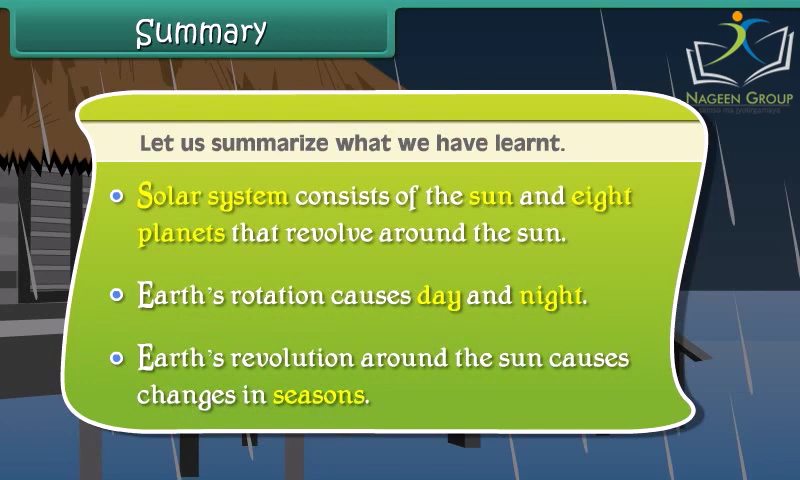 Summary
NAGEEN GROUP
Let us summarize what we have learnt.
Solar system consists of the sun and eight
planets that revolve around the sun.
Earth's rotation causes day and night.
Earth's revolution around the sun causes
changes in seasons.